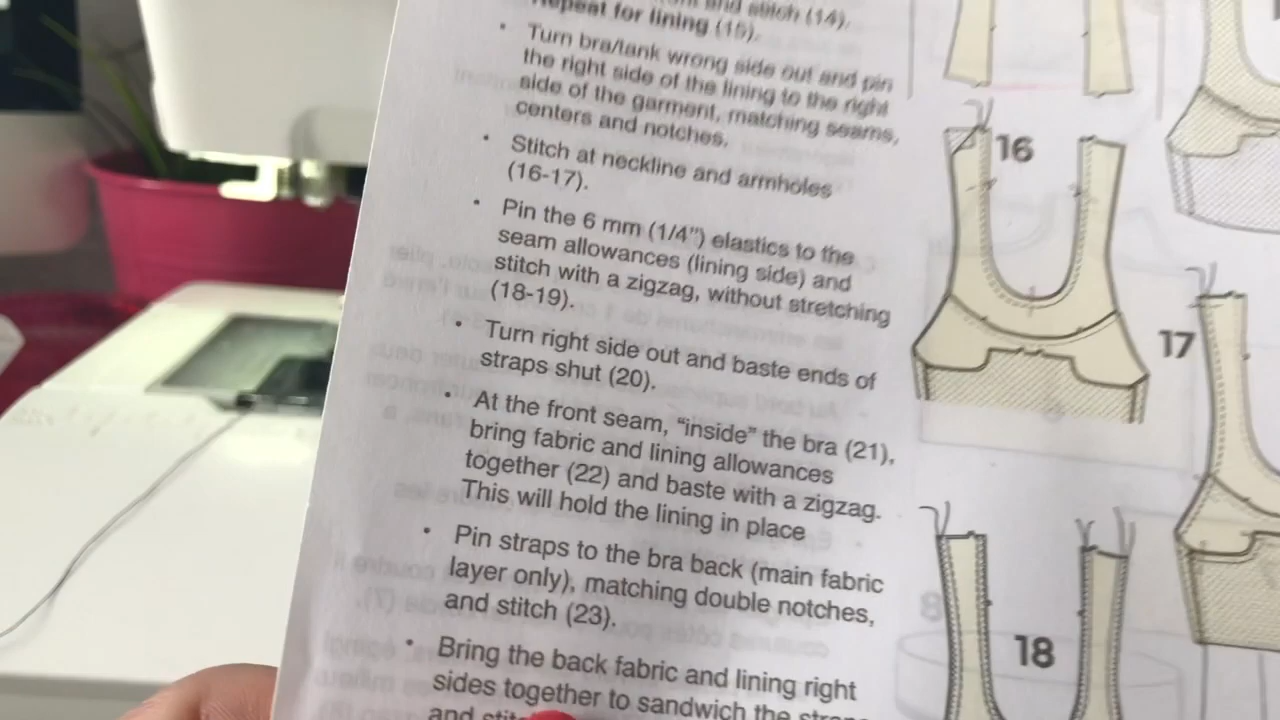 and stitch (14).
Repeat for lining (15).
• Turn bra/tank wrong side out and pin
the right side of the lining to the right
side of the garment, matching seams,
centers and notches.
• Stitch at neckline and armholes
(16-17).
• Pin the 6 mm (1/4") elastics to the
seam allowances (lining side) and
stitch with a zigzag, without stretching
(18-19).
• Turn right side out and baste ends of
straps shut (20).
• At the front seam, “inside” the bra (21),
bring fabric and lining allowances
together (22) and baste with a zigzag.
This will hold the lining in place
• Pin straps to the bra back (main fabric
layer only), matching double notches,
and stitch (23).
• Bring the back fabric and lining right
sides together to sandwich the straps
and
16
17
18